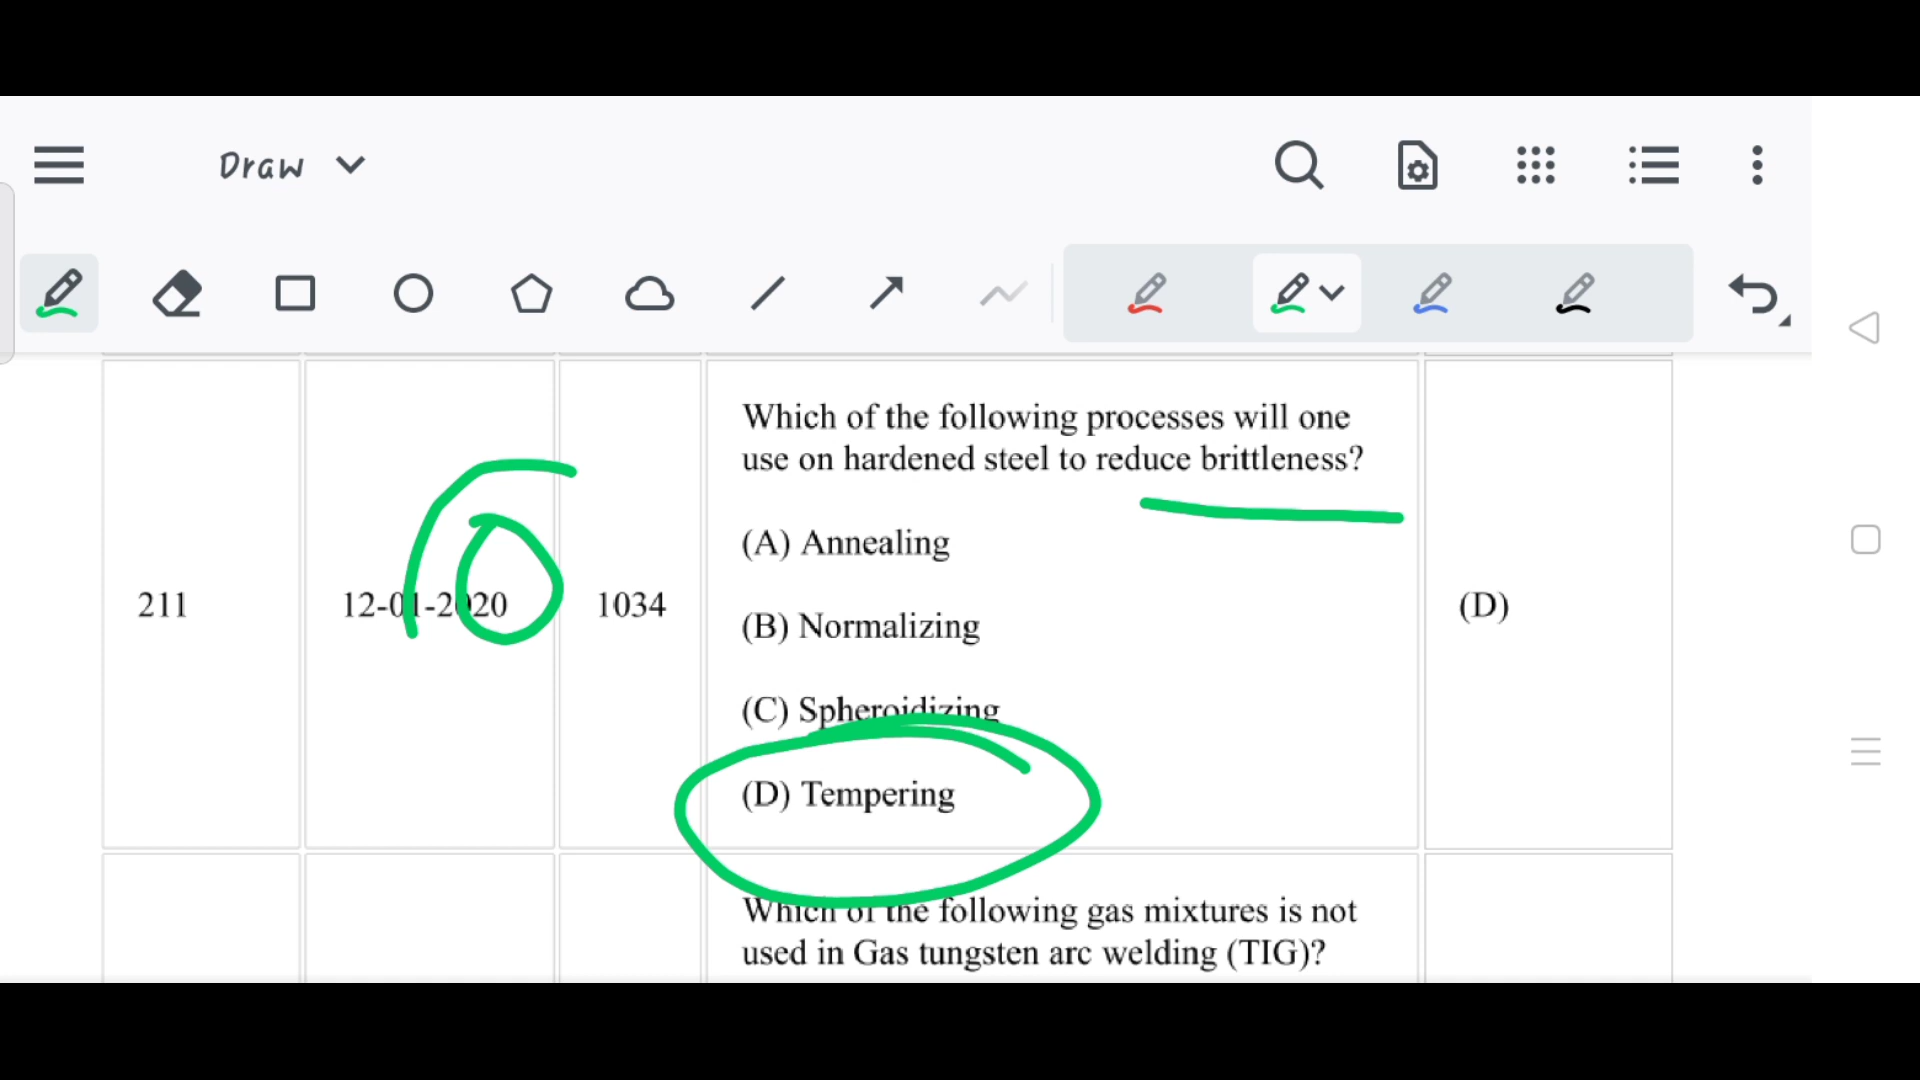 Draw
Which of the following processes will one
use on hardened steel to reduce brittleness?
(A) Annealing
211
12-01-2020
1034
(B) Normalizing
(D)
(C) Spheroidizing
(D) Tempering
Which of the following gas mixtures is not
used in Gas tungsten arc welding (TIG)?